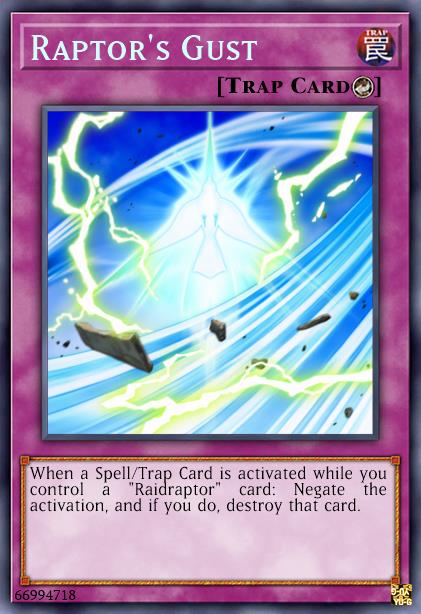 Raptor's Gust
TRAP
罠
[Trap Card]
When a Spell/Trap Card is activated while you
control a "Raidraptor" card: Negate the
activation, and if you do, destroy that card.
66994718